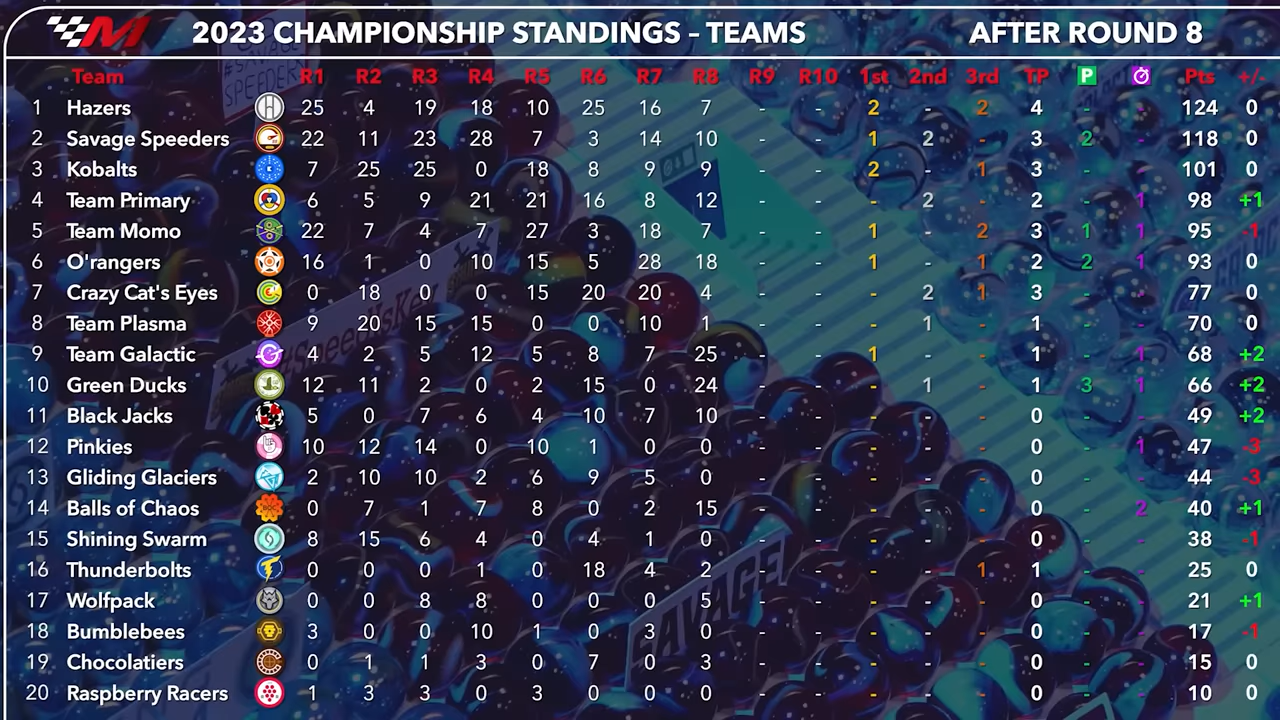 M 2023 CHAMPIONSHIP STANDINGS – TEAMS AFTER ROUND 8
Team R1 R2 R3 R4 R5 R6 R7 R8 R9 R10 1st 2nd 3rd TP P Pts +/-
1 Hazers 25 4 19 18 10 25 16 7 - - 2 - 2 4 - - 124 0
2 Savage Speeders 22 11 23 28 7 3 14 10 - - 1 2 - 3 2 - 118 0
3 Kobalts 7 25 25 0 18 8 9 9 - - 2 - 1 3 - - 101 0
4 Team Primary 6 5 9 21 21 16 8 12 - - - 2 - 2 - 1 98 +1
5 Team Momo 22 7 4 7 27 3 18 7 - - 1 - 2 3 1 1 95 -1
6 O'rangers 16 1 0 10 15 5 28 18 - - 1 - 1 2 2 1 93 0
7 Crazy Cat's Eyes 0 18 0 0 15 20 20 4 - - - 2 1 3 - - 77 0
8 Team Plasma 9 20 15 15 0 0 10 1 - - - 1 - 1 - - 70 0
9 Team Galactic 4 2 5 12 5 8 7 25 - - 1 - - 1 - 1 68 +2
10 Green Ducks 12 11 2 0 2 15 0 24 - - - 1 - 1 3 1 66 +2
11 Black Jacks 5 0 7 6 4 10 7 10 - - - - - 0 - - 49 +2
12 Pinkies 10 12 14 0 10 1 0 0 - - - - - 0 - 1 47 -3
13 Gliding Glaciers 2 10 10 2 6 9 5 0 - - - - - 0 - - 44 -3
14 Balls of Chaos 0 7 1 7 8 0 2 15 - - - - - 0 - 2 40 +1
15 Shining Swarm 8 15 6 4 0 4 1 0 - - - - - 0 - - 38 -1
16 Thunderbolts 0 0 0 1 0 18 4 2 - - - - 1 1 - - 25 0
17 Wolfpack 0 0 8 8 0 0 0 5 - - - - - 0 - - 21 +1
18 Bumblebees 3 0 0 10 1 0 3 0 - - - - - 0 - - 17 -1
19 Chocolatiers 0 1 1 3 0 7 0 3 - - - - - 0 - - 15 0
20 Raspberry Racers 1 3 3 0 3 0 0 0 - - - - - 0 - - 10 0
#SAVAGE
SPEEDERS
SAVAGE